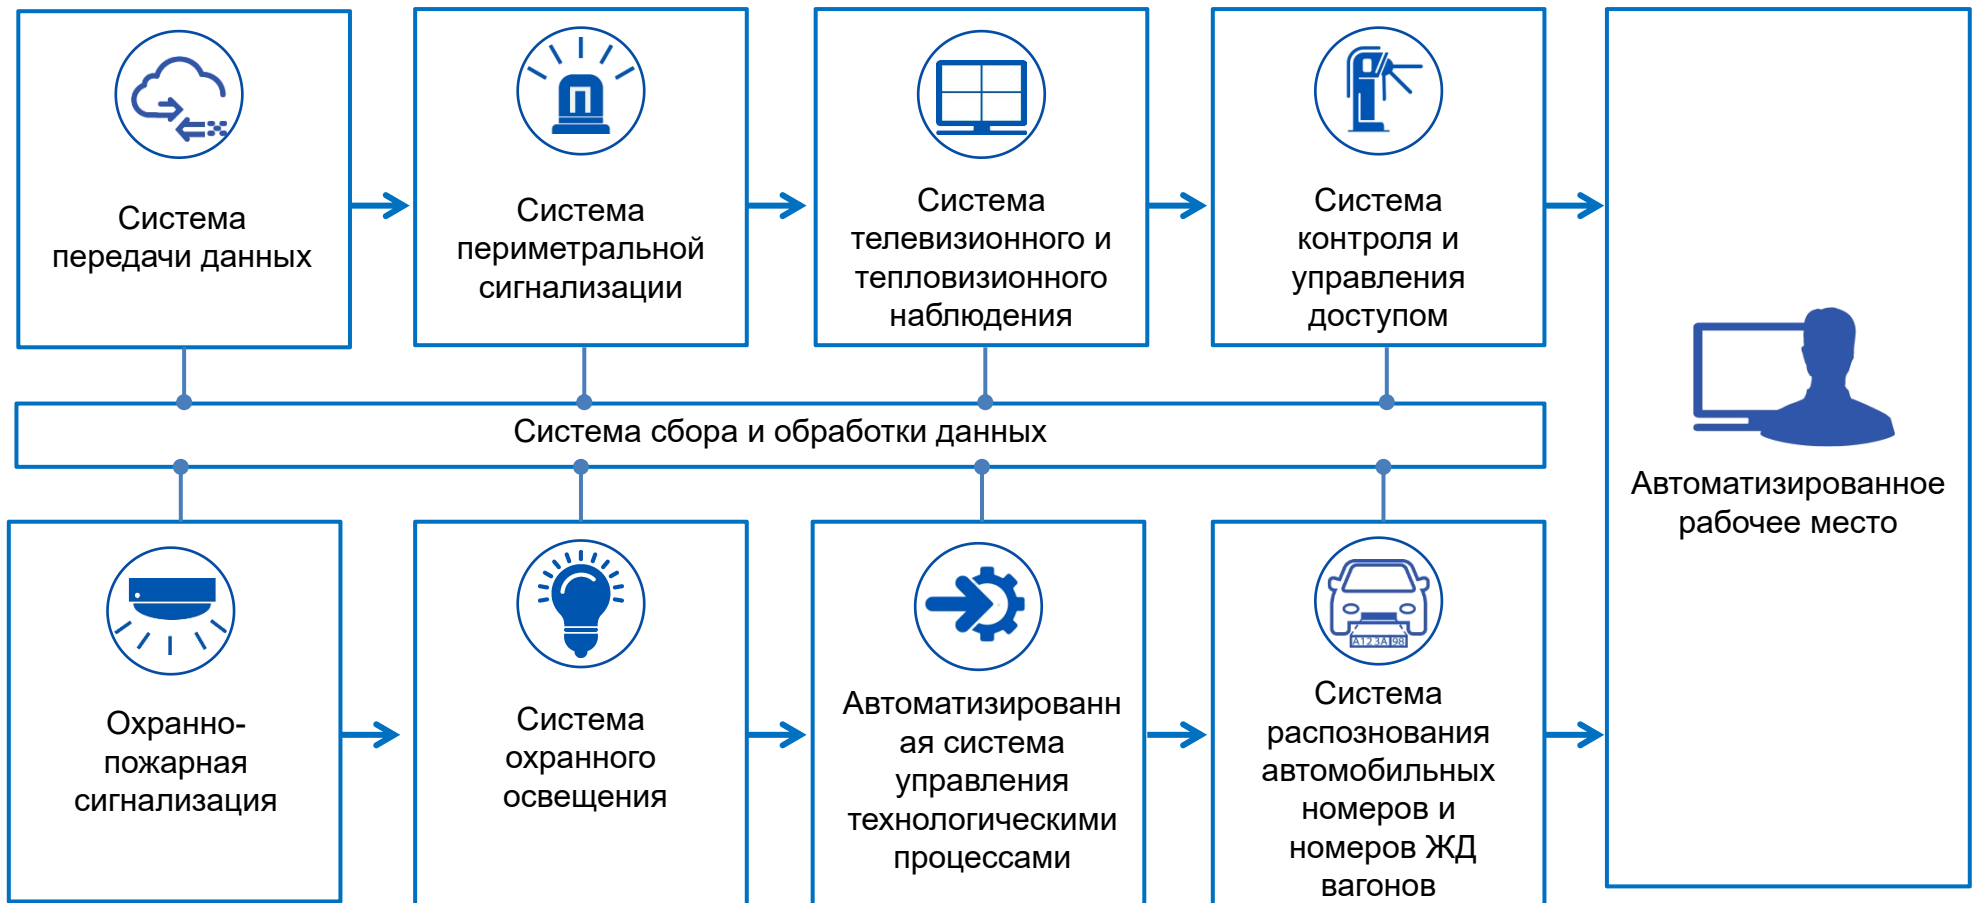 Система
передачи данных
Система
периметральной
сигнализации
Система
телевизионного и
тепловизионного
наблюдения
Система
контроля и
управления
доступом
Автоматизированное
рабочее место
Система сбора и обработки данных
Охранно-
пожарная
сигнализация
Система
охранного
освещения
Автоматизированн
ая система
управления
технологическими
процессами
А123А 98
Система
распознования
автомобильных
номеров и
номеров ЖД
вагонов